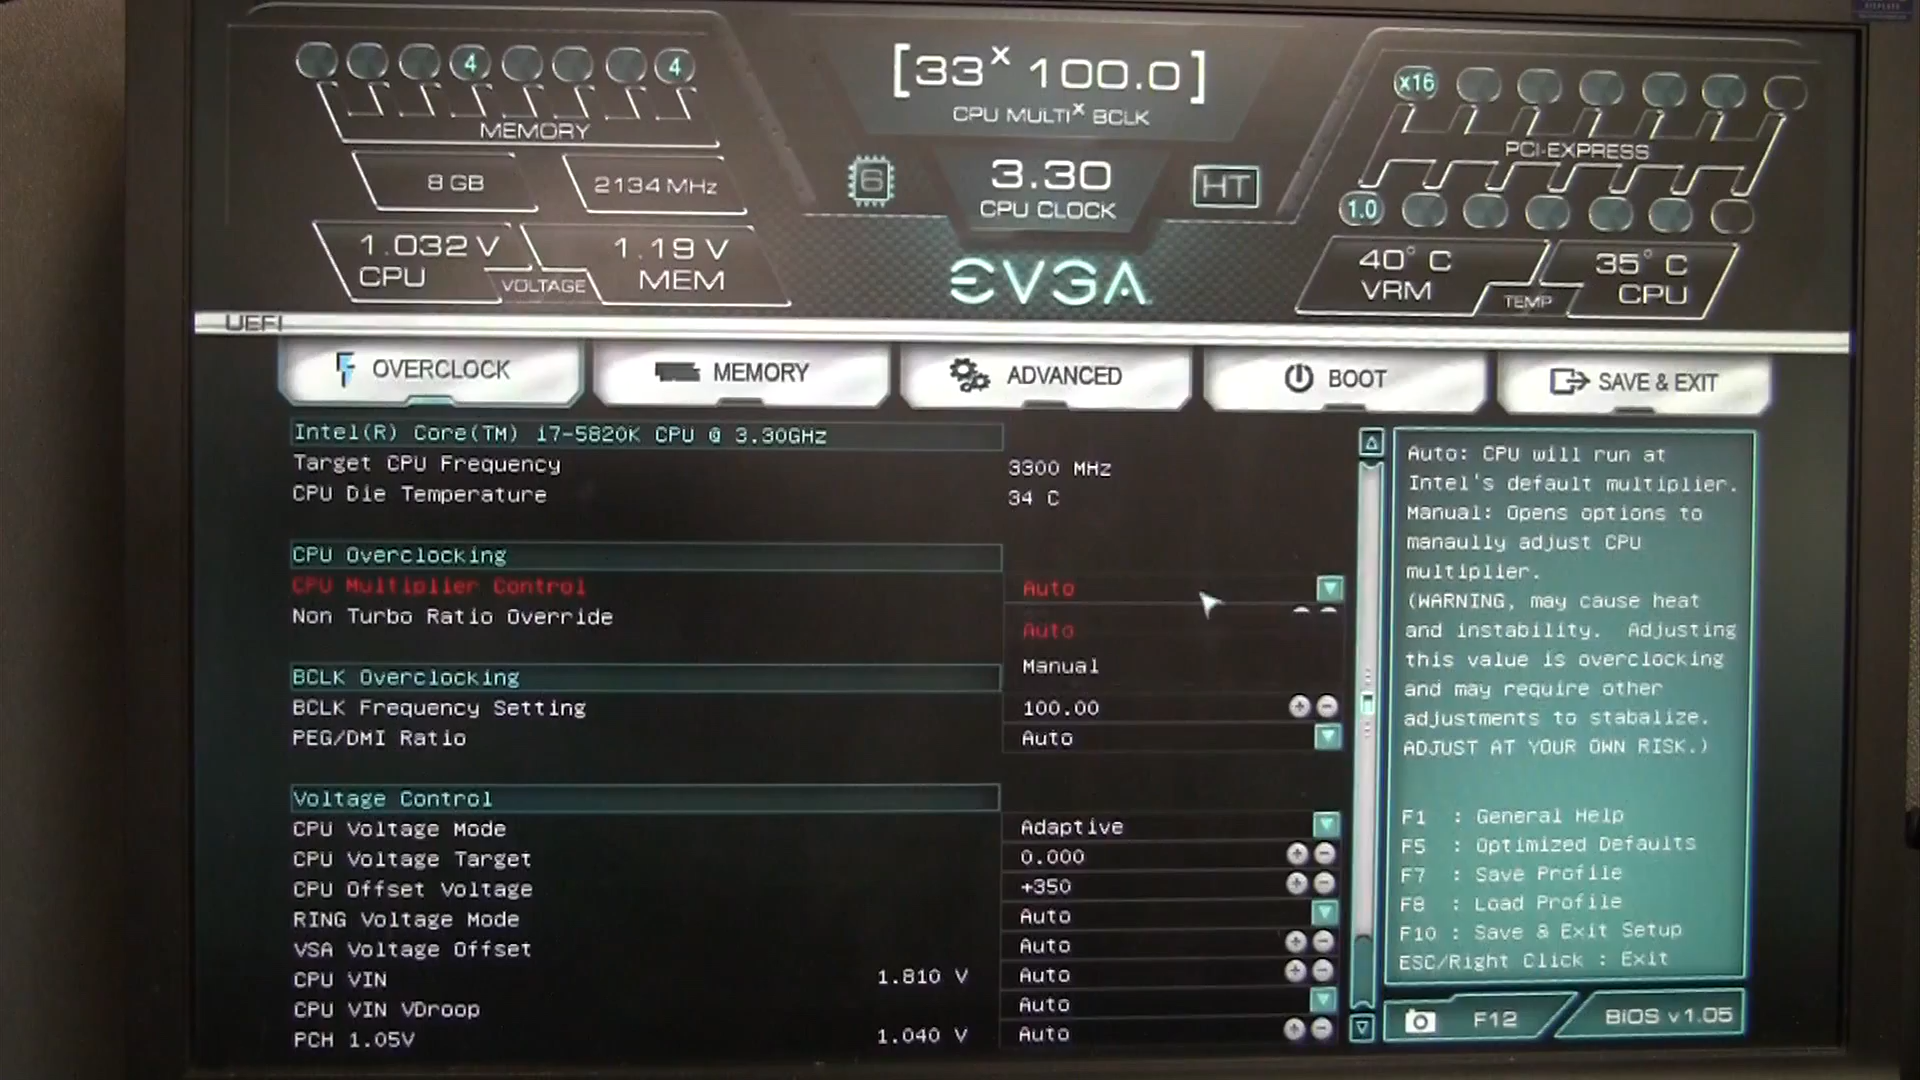 4 4
MEMORY
8 GB 2134 MHz
1.032 V CPU
VOLTAGE
1.19 V MEM
[33 x 100.0]
CPU MULTI x BCLK
6
3.30
CPU CLOCK
HT
EVGA
x16
PCI-EXPRESS
1.0
40° C VRM
TEMP
35° C CPU
UEFI
OVERCLOCK MEMORY ADVANCED BOOT SAVE & EXIT
Intel(R) Core(TM) i7-5820K CPU @ 3.30GHz
Target CPU Frequency 3300 MHz
CPU Die Temperature 34 C
CPU Overclocking
CPU Multiplier Control Auto
Non Turbo Ratio Override
Auto
Manual
BCLK Overclocking
BCLK Frequency Setting 100.00
PEG/DMI Ratio Auto
Voltage Control
CPU Voltage Mode Adaptive
CPU Voltage Target 0.000
CPU Offset Voltage +350
RING Voltage Mode Auto
VSA Voltage Offset Auto
CPU VIN 1.810 V Auto
CPU VIN VDroop Auto
PCH 1.05V 1.040 V Auto
Auto: CPU will run at
Intel's default multiplier.
Manual: Opens options to
manaully adjust CPU
multiplier.
(WARNING, may cause heat
and instability. Adjusting
this value is overclocking
and may require other
adjustments to stabalize.
ADJUST AT YOUR OWN RISK.)
F1 : General Help
F5 : Optimized Defaults
F7 : Save Profile
F8 : Load Profile
F10 : Save & Exit Setup
ESC/Right Click : Exit
F12 BIOS v1.05